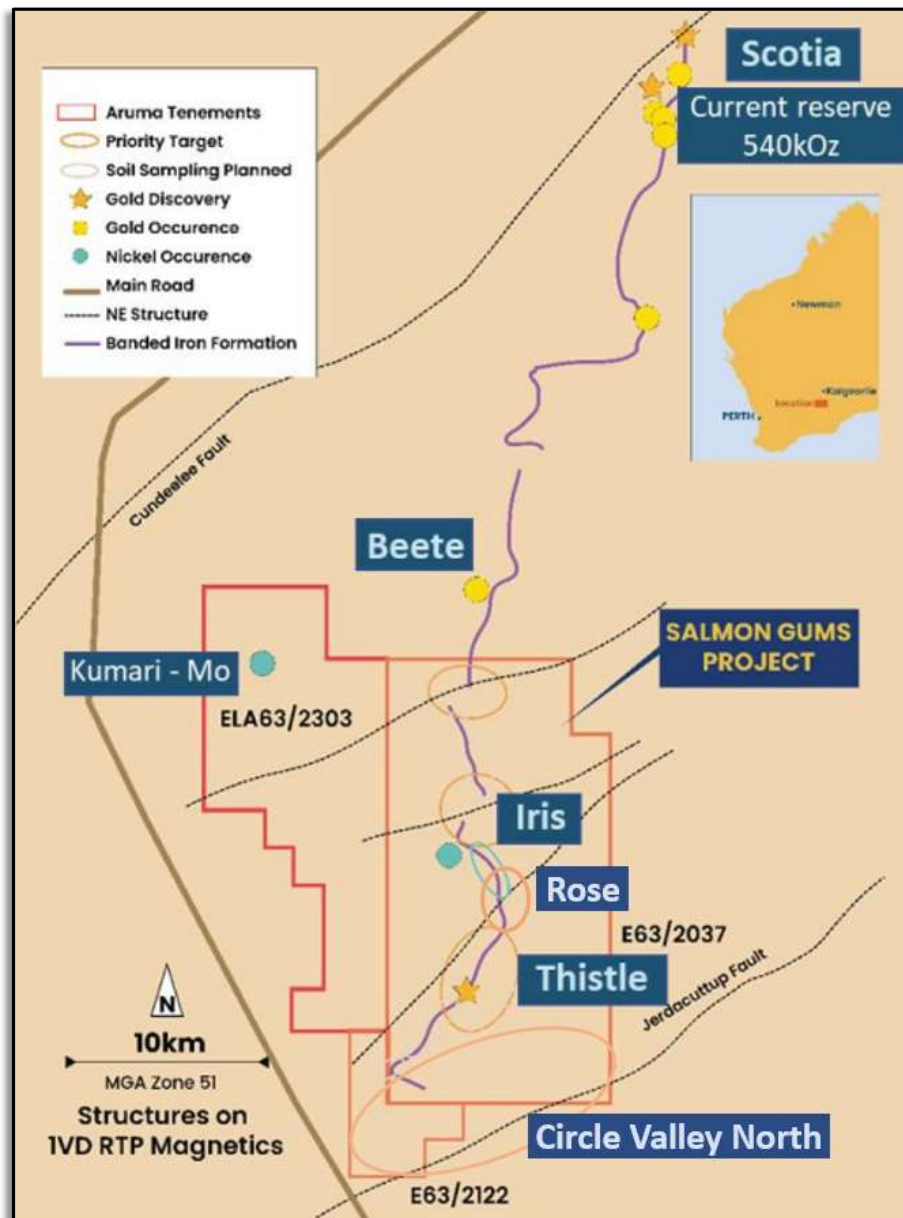 Scotia
Current reserve
540kOz
Aruma Tenements
Priority Target
Soil Sampling Planned
Gold Discovery
Gold Occurence
Nickel Occurence
Main Road
NE Structure
Banded Iron Formation
Newman
Kalgoorlie
Location
PERTH
Cundeelee Fault
Beete
SALMON GUMS
PROJECT
Kumari - Mo
ELA63/2303
Iris
Rose
E63/2037
Thistle
Jerdacuttup Fault
N
10km
MGA Zone 51
Structures on
1VD RTP Magnetics
Circle Valley North
E63/2122